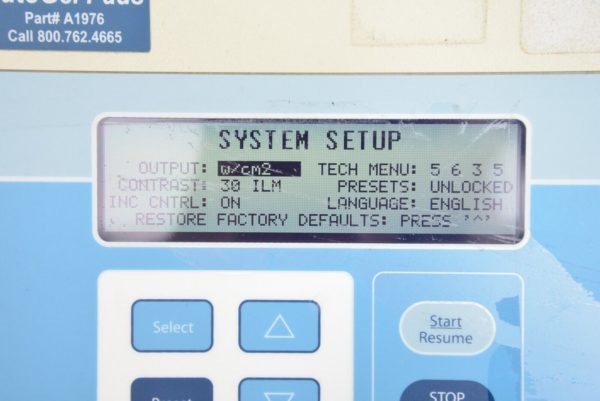 Part# A1976
Call 800.762.4665
SYSTEM SETUP
OUTPUT: w/cm2 TECH MENU: 5 6 3 5
CONTRAST: 30 ILM PRESETS: UNLOCKED
INC CNTRL: ON LANGUAGE: ENGLISH
RESTORE FACTORY DEFAULTS: PRESS '^'
Select
Start
Resume
STOP